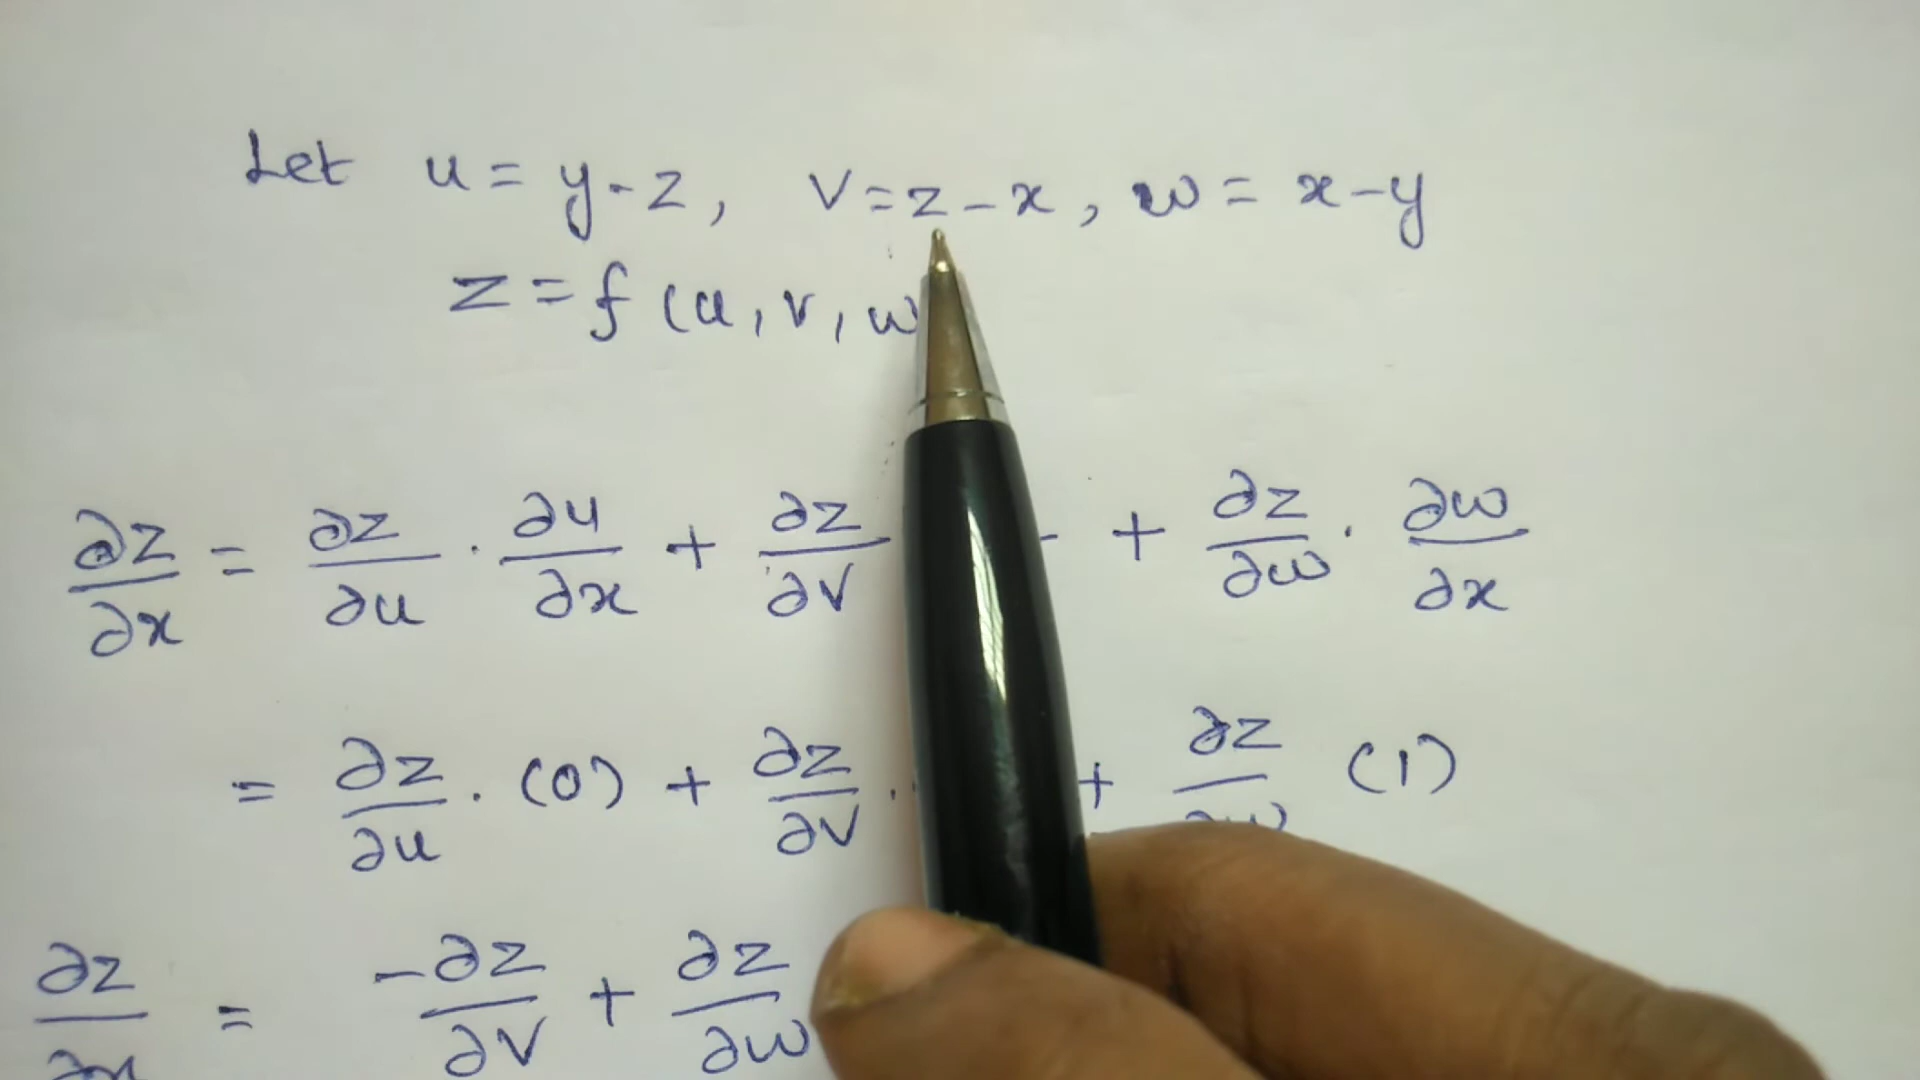 Let u = y - z, v = z - x, w = x - y
z = f (u, v, w
∂z/∂x = ∂z/∂u . ∂u/∂x + ∂z/∂v + ∂z/∂w . ∂w/∂x
= ∂z/∂u . (0) + ∂z/∂v . + ∂z/∂w (1)
∂z/∂x = -∂z/∂v + ∂z/∂w